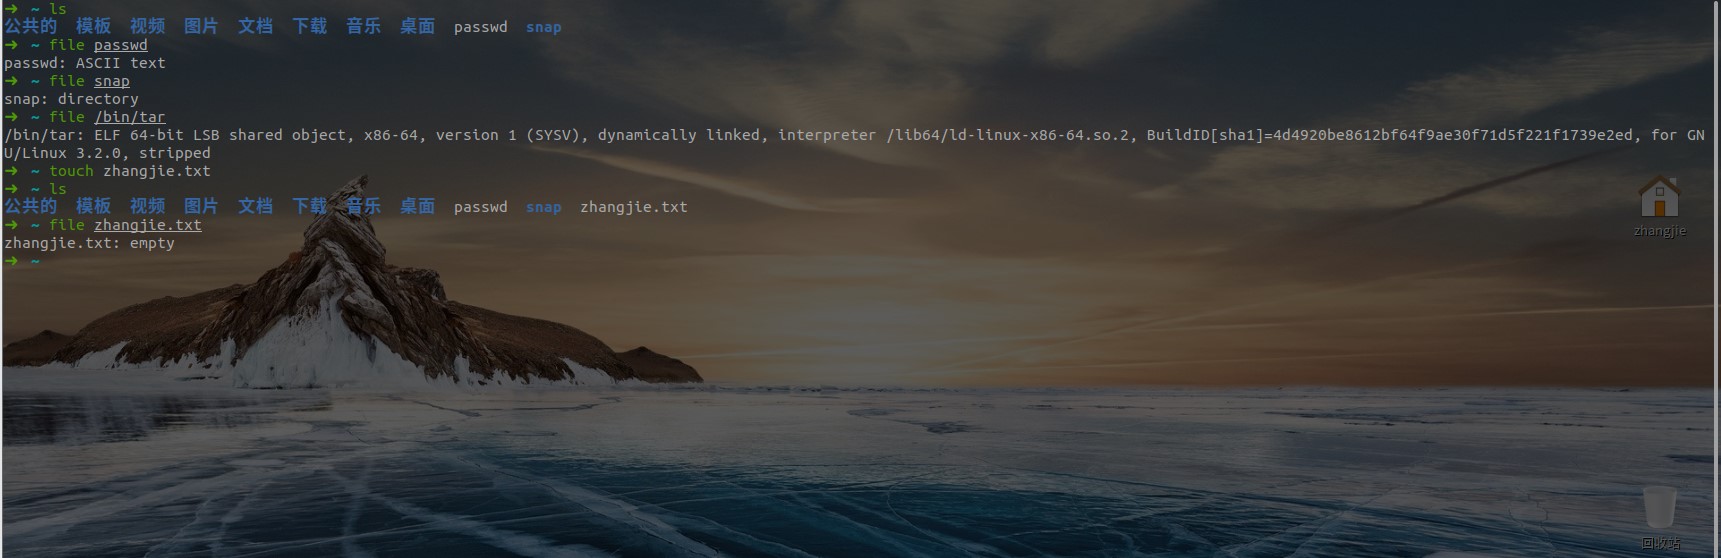 ➜ ~ ls
公共的 模板 视频 图片 文档 下载 音乐 桌面 passwd snap
➜ ~ file passwd
passwd: ASCII text
➜ ~ file snap
snap: directory
➜ ~ file /bin/tar
/bin/tar: ELF 64-bit LSB shared object, x86-64, version 1 (SYSV), dynamically linked, interpreter /lib64/ld-linux-x86-64.so.2, BuildID[sha1]=4d4920be8612bf64f9ae30f71d5f221f1739e2ed, for GN
U/Linux 3.2.0, stripped
➜ ~ touch zhangjie.txt
➜ ~ ls
公共的 模板 视频 图片 文档 下载 音乐 桌面 passwd snap zhangjie.txt
➜ ~ file zhangjie.txt
zhangjie.txt: empty
➜ ~
zhangjie
回收站